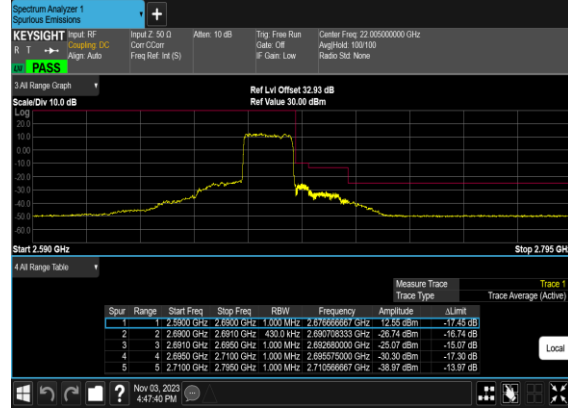 Spectrum Analyzer 1
Spurious Emissions
+
KEYSIGHT Input: RF Input Z: 50 Ω Atten: 10 dB Trig: Free Run Center Freq: 22.005000000 GHz
R T Coupling: DC Corr CCorr Gate: Off Avg|Hold: 100/100
Align: Auto Freq Ref: Int (S) IF Gain: Low Radio Std: None
PASS
3 All Range Graph Ref Lvl Offset 32.93 dB
Scale/Div 10.0 dB Ref Value 30.00 dBm
Log
20.0
10.0
0.00
-10.0
-20.0
-30.0
-40.0
-50.0
-60.0
Start 2.590 GHz Stop 2.795 GH
4 All Range Table
Measure Trace Trace 1
Trace Type Trace Average (Active)
Spur Range Start Freq Stop Freq RBW Frequency Amplitude ΔLimit
1 1 2.5900 GHz 2.6900 GHz 1.000 MHz 2.676666667 GHz 12.55 dBm -17.45 dB
2 2 2.6900 GHz 2.6910 GHz 430.0 kHz 2.690708333 GHz -26.74 dBm -16.74 dB
3 3 2.6910 GHz 2.6950 GHz 1.000 MHz 2.692680000 GHz -25.07 dBm -15.07 dB
4 4 2.6950 GHz 2.7100 GHz 1.000 MHz 2.695575000 GHz -30.30 dBm -17.30 dB
5 5 2.7100 GHz 2.7950 GHz 1.000 MHz 2.710566667 GHz -38.97 dBm -13.97 dB
Local
? Nov 03, 2023
4:47:40 PM